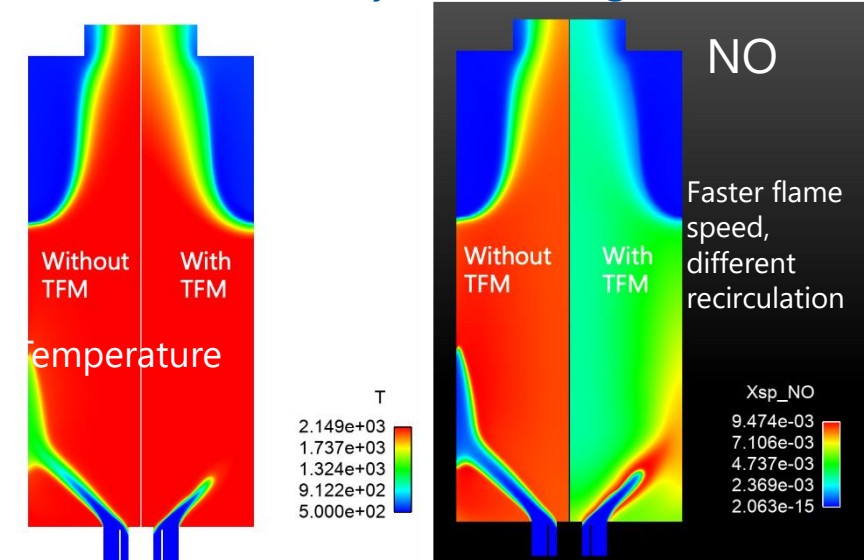 NO
Faster flame
speed,
different
recirculation
Without
TFM
With
TFM
Without
TFM
With
TFM
Temperature
T
2.149e+03
1.737e+03
1.324e+03
9.122e+02
5.000e+02
Xsp_NO
9.474e-03
7.106e-03
4.737e-03
2.369e-03
2.063e-15